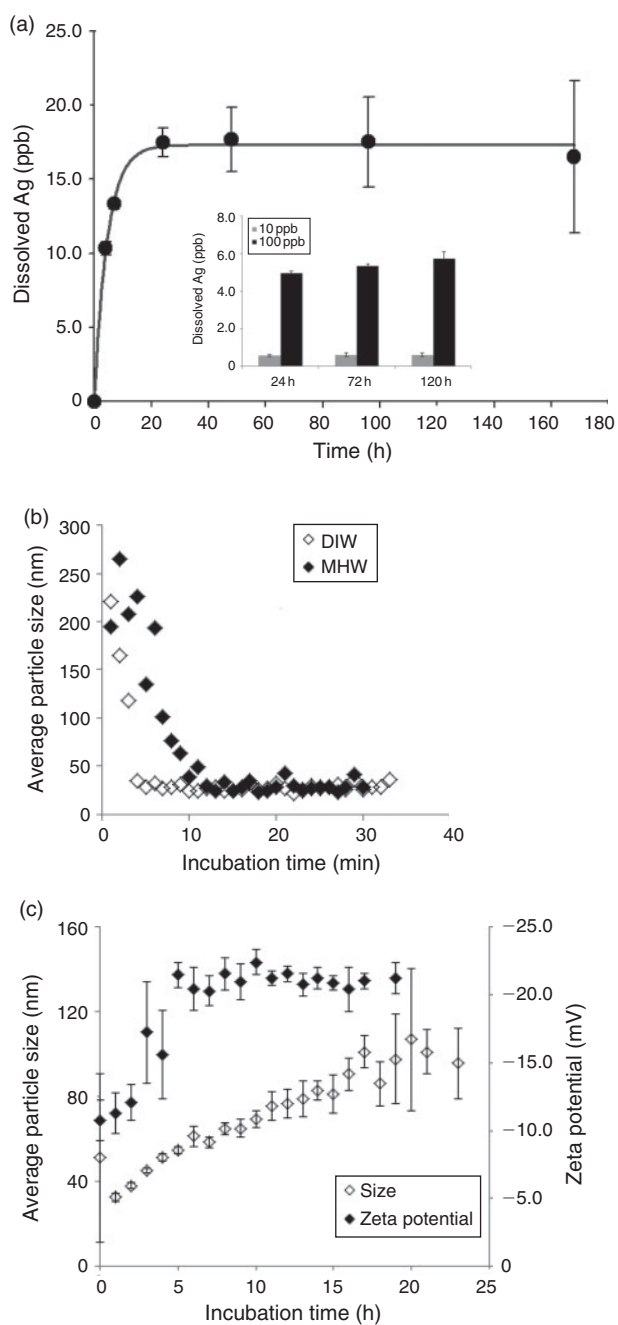 (a)
25.0
20.0
15.0
10.0
5.0
0
Dissolved Ag (ppb)
0 20 40 60 80 100 120 140 160 180
Time (h)
8.0
6.0
4.0
2.0
0
Dissolved Ag (ppb)
10 ppb
100 ppb
24 h 72 h 120 h
(b)
300
250
200
150
100
50
0
Average particle size (nm)
DIW
MHW
0 10 20 30 40
Incubation time (min)
(c)
160
120
80
40
0
Average particle size (nm)
−25.0
−20.0
−15.0
−10.0
−5.0
0
Zeta potential (mV)
Size
Zeta potential
0 5 10 15 20 25
Incubation time (h)